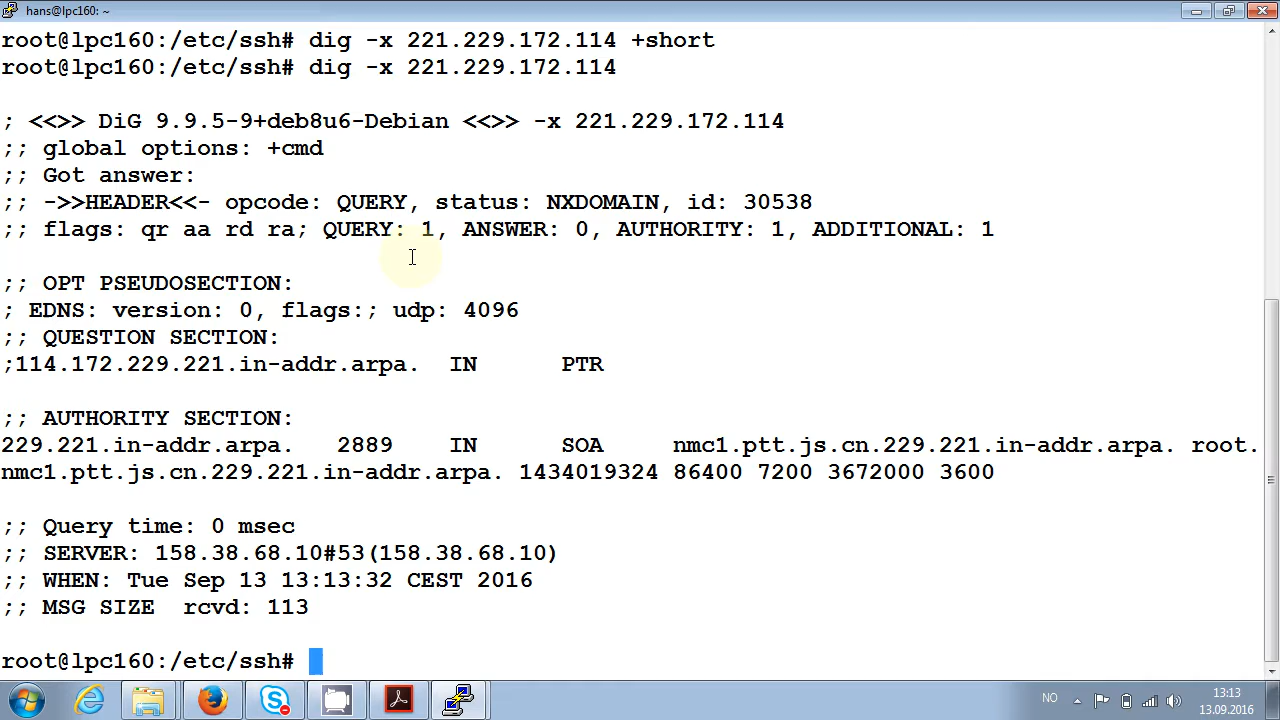 hans@lpc160: ~
root@lpc160:/etc/ssh# dig -x 221.229.172.114 +short
root@lpc160:/etc/ssh# dig -x 221.229.172.114
; <<>> DiG 9.9.5-9+deb8u6-Debian <<>> -x 221.229.172.114
;; global options: +cmd
;; Got answer:
;; ->>HEADER<<- opcode: QUERY, status: NXDOMAIN, id: 30538
;; flags: qr aa rd ra; QUERY: 1, ANSWER: 0, AUTHORITY: 1, ADDITIONAL: 1
;; OPT PSEUDOSECTION:
; EDNS: version: 0, flags:; udp: 4096
;; QUESTION SECTION:
;114.172.229.221.in-addr.arpa. IN PTR
;; AUTHORITY SECTION:
229.221.in-addr.arpa. 2889 IN SOA nmc1.ptt.js.cn.229.221.in-addr.arpa. root.
nmc1.ptt.js.cn.229.221.in-addr.arpa. 1434019324 86400 7200 3672000 3600
;; Query time: 0 msec
;; SERVER: 158.38.68.10#53(158.38.68.10)
;; WHEN: Tue Sep 13 13:13:32 CEST 2016
;; MSG SIZE rcvd: 113
root@lpc160:/etc/ssh#
NO
13:13
13.09.2016